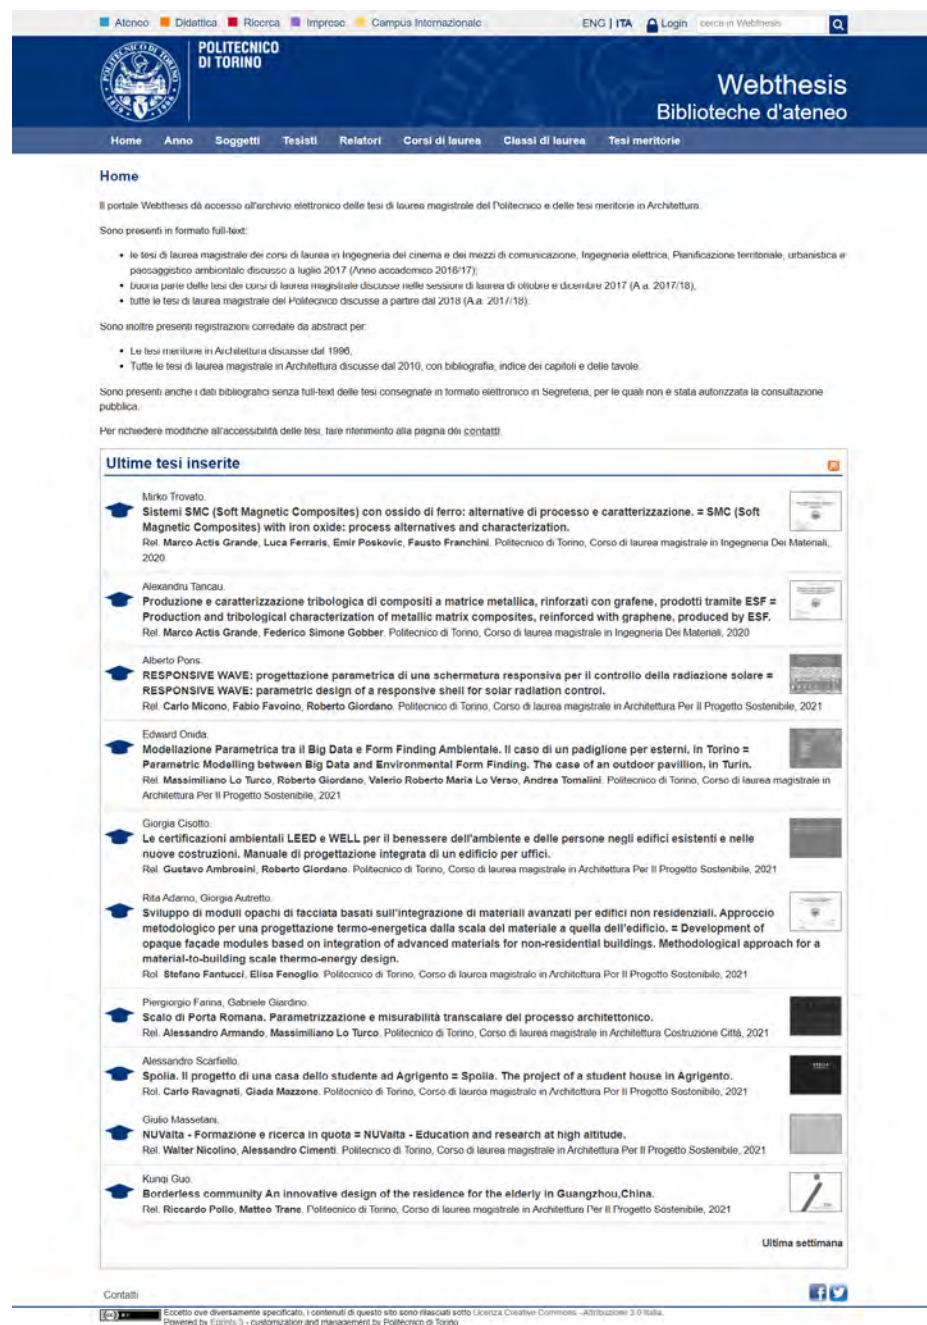 Ateneo Didattica Ricerca Imprese Campus Internazionale ENG | ITA Login cerca in Webthesis
POLITECNICO
DI TORINO
Webthesis
Biblioteche d'ateneo
Home Anno Soggetti Tesisti Relatori Corsi di laurea Classi di laurea Tesi meritorie
Home
Il portale Webthesis dà accesso all'archivio elettronico delle tesi di laurea magistrale del Politecnico e delle tesi meritorie in Architettura.
Sono presenti in formato full-text:
• le tesi di laurea magistrale dei corsi di laurea in Ingegneria del cinema e dei mezzi di comunicazione, Ingegneria elettrica, Pianificazione territoriale, urbanistica e
paesaggistico ambientale discusse a luglio 2017 (Anno accademico 2016/17);
• buona parte delle tesi dei corsi di laurea magistrale discusse nelle sessioni di laurea di ottobre e dicembre 2017 (A.a. 2017/18),
• tutte le tesi di laurea magistrale del Politecnico discusse a partire dal 2018 (A.a. 2017/18).
Sono inoltre presenti registrazioni corredate da abstract per:
• Le tesi meritorie in Architettura discusse dal 1996,
• Tutte le tesi di laurea magistrale in Architettura discusse dal 2010, con bibliografia, indice dei capitoli e delle tavole.
Sono presenti anche i dati bibliografici senza full-text delle tesi consegnate in formato elettronico in Segreteria, per le quali non è stata autorizzata la consultazione
pubblica.
Per richiedere modifiche all'accessibilità delle tesi, fare riferimento alla pagina dei contatti.
Ultime tesi inserite
Mirko Trovato.
Sistemi SMC (Soft Magnetic Composites) con ossido di ferro: alternative di processo e caratterizzazione. = SMC (Soft
Magnetic Composites) with iron oxide: process alternatives and characterization.
Rel. Marco Actis Grande, Luca Ferraris, Emir Poskovic, Fausto Franchini. Politecnico di Torino, Corso di laurea magistrale in Ingegneria Dei Materiali,
2020
Alexandru Tancau.
Produzione e caratterizzazione tribologica di compositi a matrice metallica, rinforzati con grafene, prodotti tramite ESF =
Production and tribological characterization of metallic matrix composites, reinforced with graphene, produced by ESF.
Rel. Marco Actis Grande, Federico Simone Gobber. Politecnico di Torino, Corso di laurea magistrale in Ingegneria Dei Materiali, 2020
Alberto Pons.
RESPONSIVE WAVE: progettazione parametrica di una schermatura responsiva per il controllo della radiazione solare =
RESPONSIVE WAVE: parametric design of a responsive shell for solar radiation control.
Rel. Carlo Micono, Fabio Favoino, Roberto Giordano. Politecnico di Torino, Corso di laurea magistrale in Architettura Per Il Progetto Sostenibile, 2021
Edward Onida.
Modellazione Parametrica tra il Big Data e Form Finding Ambientale. Il caso di un padiglione per esterni, in Torino =
Parametric Modelling between Big Data and Environmental Form Finding. The case of an outdoor pavillion, in Turin.
Rel. Massimiliano Lo Turco, Roberto Giordano, Valerio Roberto Maria Lo Verso, Andrea Tomalini. Politecnico di Torino, Corso di laurea magistrale in
Architettura Per Il Progetto Sostenibile, 2021
Giorgia Cisotto.
Le certificazioni ambientali LEED e WELL per il benessere dell'ambiente e delle persone negli edifici esistenti e nelle
nuove costruzioni. Manuale di progettazione integrata di un edificio per uffici.
Rel. Gustavo Ambrosini, Roberto Giordano. Politecnico di Torino, Corso di laurea magistrale in Architettura Per Il Progetto Sostenibile, 2021
Rita Adamo, Giorgia Autretto.
Sviluppo di moduli opachi di facciata basati sull'integrazione di materiali avanzati per edifici non residenziali. Approccio
metodologico per una progettazione termo-energetica dalla scala del materiale a quella dell'edificio. = Development of
opaque façade modules based on integration of advanced materials for non-residential buildings. Methodological approach for a
material-to-building scale thermo-energy design.
Rel. Stefano Fantucci, Elisa Fenoglio. Politecnico di Torino, Corso di laurea magistrale in Architettura Per Il Progetto Sostenibile, 2021
Piergiorgio Farina, Gabriele Giardino.
Scalo di Porta Romana. Parametrizzazione e misurabilità transcalare del processo architettonico.
Rel. Alessandro Armando, Massimiliano Lo Turco. Politecnico di Torino, Corso di laurea magistrale in Architettura Costruzione Città, 2021
Alessandro Scarfiello.
Spolia. Il progetto di una casa dello studente ad Agrigento = Spolia. The project of a student house in Agrigento.
Rel. Carlo Ravagnati, Giada Mazzone. Politecnico di Torino, Corso di laurea magistrale in Architettura Per Il Progetto Sostenibile, 2021
Giulio Massetani.
NUValta - Formazione e ricerca in quota = NUValta - Education and research at high altitude.
Rel. Walter Nicolino, Alessandro Cimenti. Politecnico di Torino, Corso di laurea magistrale in Architettura Per Il Progetto Sostenibile, 2021
Kunqi Guo.
Borderless community An innovative design of the residence for the elderly in Guangzhou,China.
Rel. Riccardo Pollo, Matteo Trane. Politecnico di Torino, Corso di laurea magistrale in Architettura Per Il Progetto Sostenibile, 2021
Ultima settimana
Contatti
Eccetto ove diversamente specificato, i contenuti di questo sito sono rilasciati sotto Licenza Creative Commons - Attribuzione 3.0 Italia.
Powered by Eprints 3 - customization and management by Politecnico di Torino